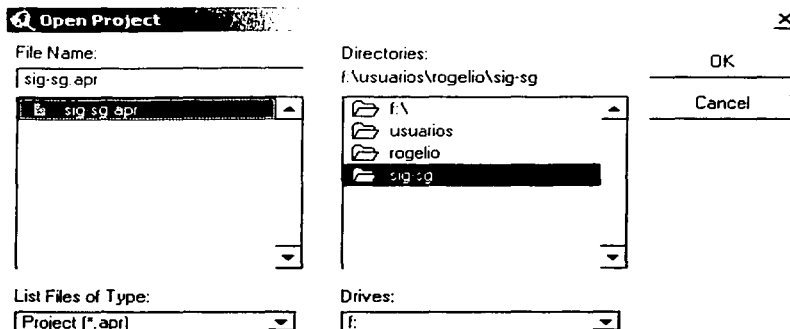 Open Project
File Name:
sig-sg.apr
sig-sg.apr
Directories:
f:\usuarios\rogelio\sig-sg
f:\
usuarios
rogelio
sig-sg
OK
Cancel
List Files of Type:
Project (*.apr)
Drives:
f: